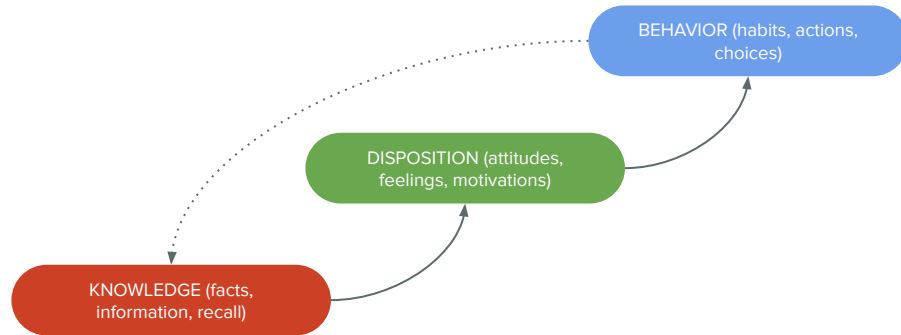 BEHAVIOR (habits, actions,
choices)
DISPOSITION (attitudes,
feelings, motivations)
KNOWLEDGE (facts,
information, recall)